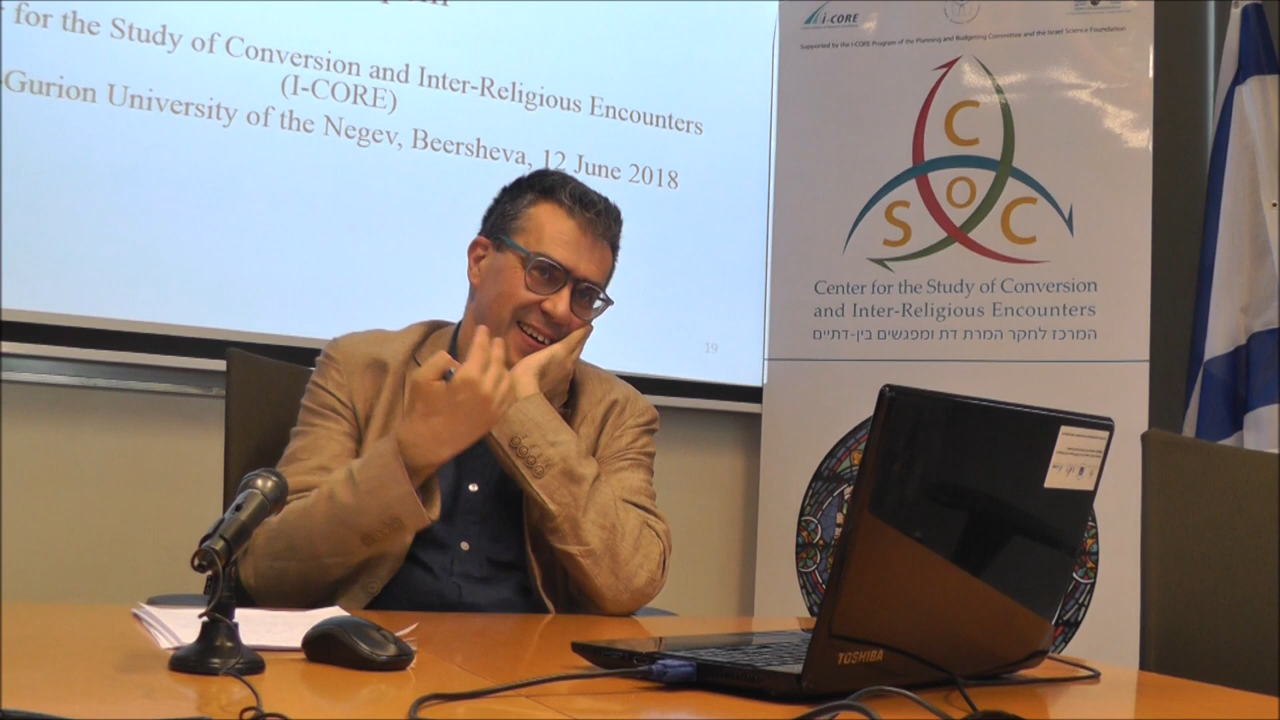 for the Study of Conversion and Inter-Religious Encounters
(I-CORE)
-Gurion University of the Negev, Beersheva, 12 June 2018
19
i-CORE
Supported by the I-CORE Program of the Planning and Budgeting Committee and the Israel Science Foundation
C
S O C
Center for the Study of Conversion
and Inter-Religious Encounters
המרכז לחקר המרת דת ומפגשים בין-דתיים
TOSHIBA